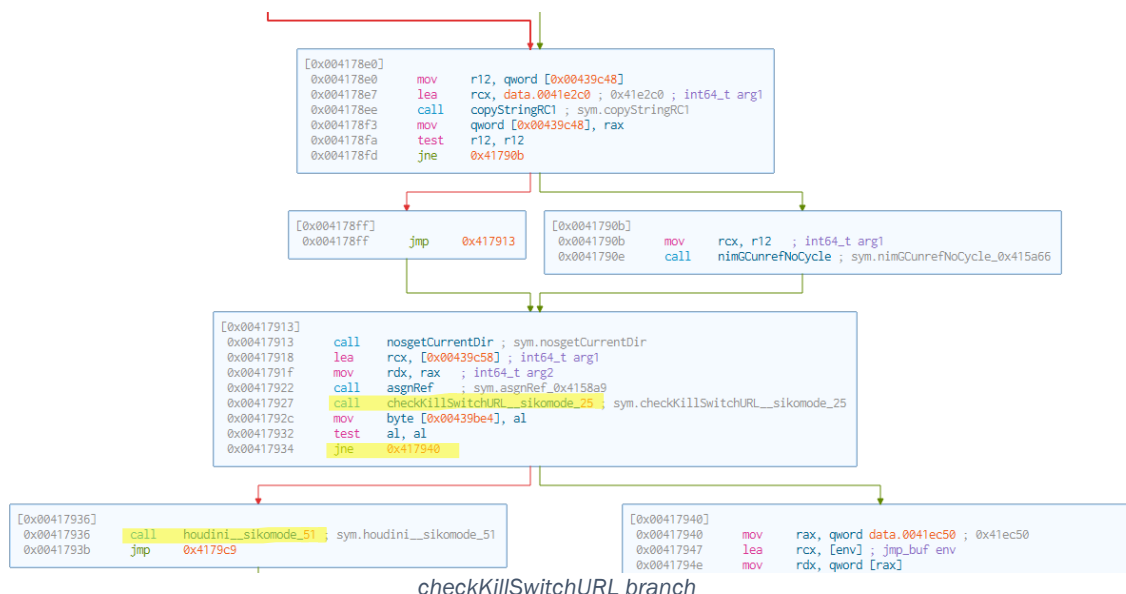 [0x004178e0]
0x004178e0 mov r12, qword [0x00439c48]
0x004178e7 lea rcx, data.0041e2c0 ; 0x41e2c0 ; int64_t arg1
0x004178ee call copyStringRC1 ; sym.copyStringRC1
0x004178f3 mov qword [0x00439c48], rax
0x004178fa test r12, r12
0x004178fd jne 0x41790b
[0x004178ff]
0x004178ff jmp 0x417913
[0x0041790b]
0x0041790b mov rcx, r12 ; int64_t arg1
0x0041790e call nimGCunrefNoCycle ; sym.nimGCunrefNoCycle_0x415a66
[0x00417913]
0x00417913 call nosgetCurrentDir ; sym.nosgetCurrentDir
0x00417918 lea rcx, [0x00439c58] ; int64_t arg1
0x0041791f mov rdx, rax ; int64_t arg2
0x00417922 call asgnRef ; sym.asgnRef_0x4158a9
0x00417927 call checkKillSwitchURL__sikomode_25 ; sym.checkKillSwitchURL__sikomode_25
0x0041792c mov byte [0x00439be4], al
0x00417932 test al, al
0x00417934 jne 0x417940
[0x00417936]
0x00417936 call houdini__sikomode_51 ; sym.houdini__sikomode_51
0x0041793b jmp 0x4179c9
[0x00417940]
0x00417940 mov rax, qword data.0041ec50 ; 0x41ec50
0x00417947 lea rcx, [env] ; jmp_buf env
0x0041794e mov rdx, qword [rax]
checkKillSwitchURL branch